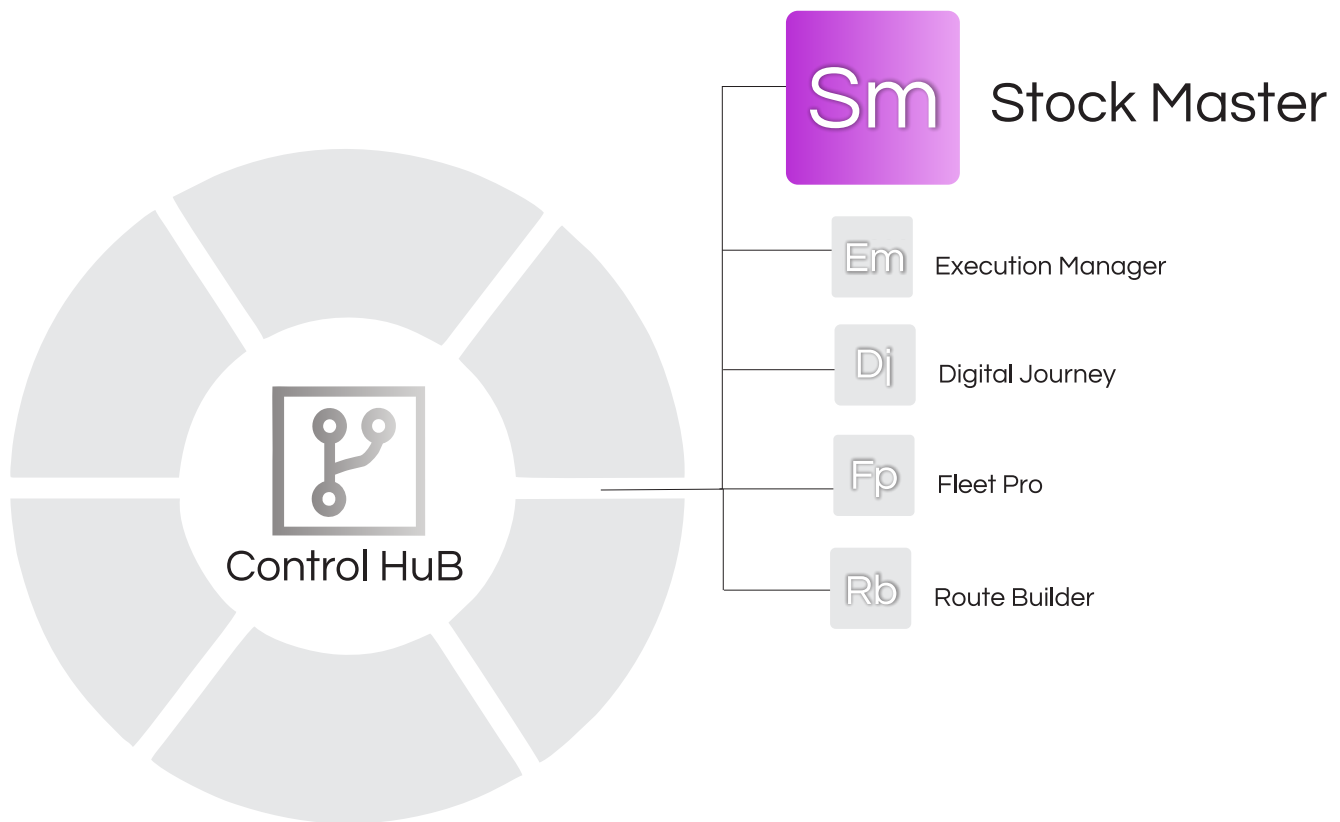 Sm
Stock Master
Em
Execution Manager
Dj
Digital Journey
Fp
Fleet Pro
Control HuB
Rb
Route Builder